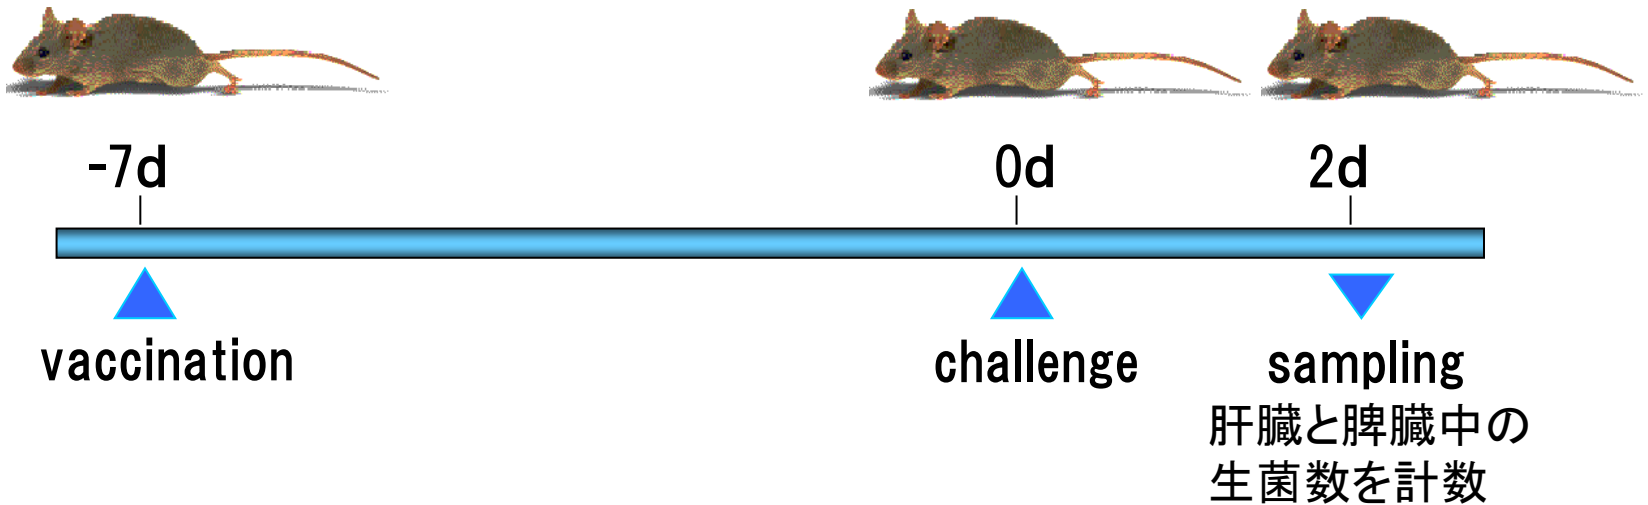 -7d
0d
2d
vaccination
challenge
sampling
肝臓と脾臓中の
生菌数を計数